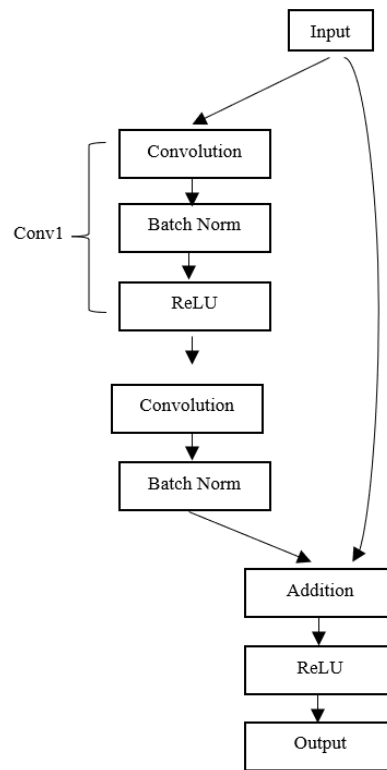 Input
Convolution
Batch Norm
Conv1
ReLU
Convolution
Batch Norm
Addition
ReLU
Output